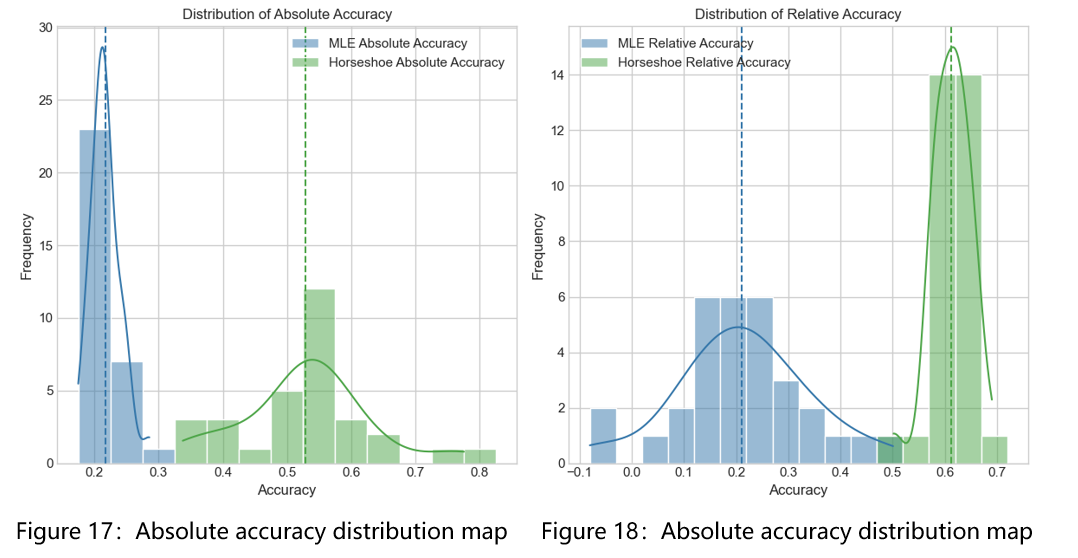 Distribution of Absolute Accuracy
30
25
20
15
10
5
0
Frequency
MLE Absolute Accuracy
Horseshoe Absolute Accuracy
0.2 0.3 0.4 0.5 0.6 0.7 0.8
Accuracy
Figure 17：Absolute accuracy distribution map
Distribution of Relative Accuracy
14
12
10
8
6
4
2
0
Frequency
MLE Relative Accuracy
Horseshoe Relative Accuracy
−0.1 0.0 0.1 0.2 0.3 0.4 0.5 0.6 0.7
Accuracy
Figure 18：Absolute accuracy distribution map